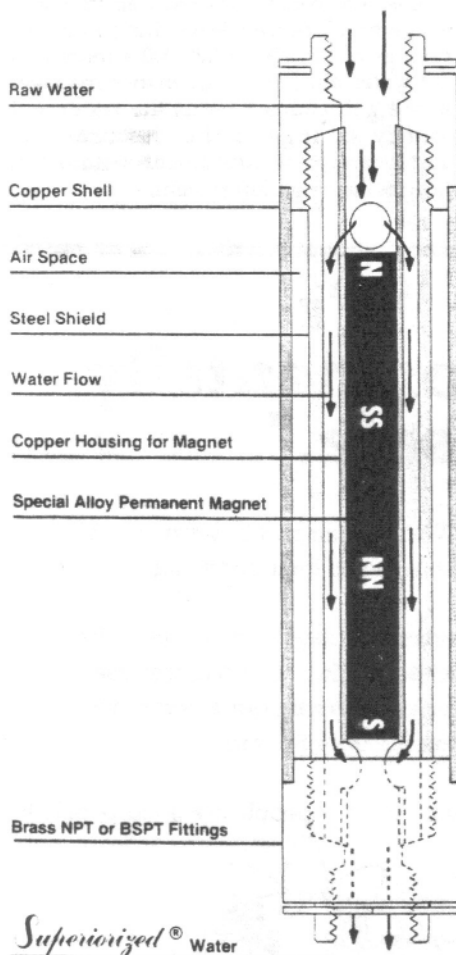 Raw Water
Copper Shell
Air Space
N
Steel Shield
Water Flow
SS
Copper Housing for Magnet
Special Alloy Permanent Magnet
NN
S
Brass NPT or BSPT Fittings
Superiorized ® Water